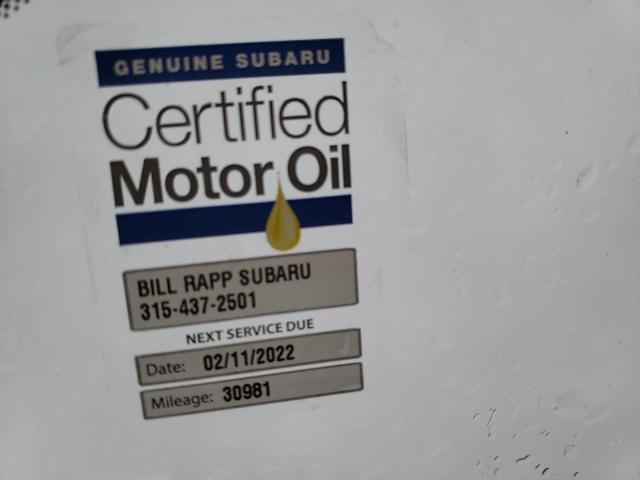 GENUINE SUBARU
Certified
Motor Oil
BILL RAPP SUBARU
315-437-2501
NEXT SERVICE DUE
Date: 02/11/2022
Mileage: 30981